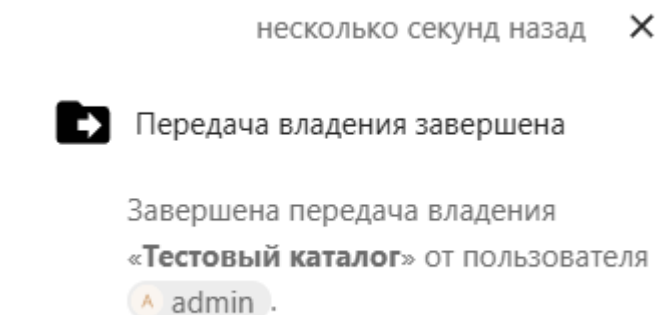 несколько секунд назад
Передача владения завершена
Завершена передача владения
«Тестовый каталог» от пользователя
A admin .